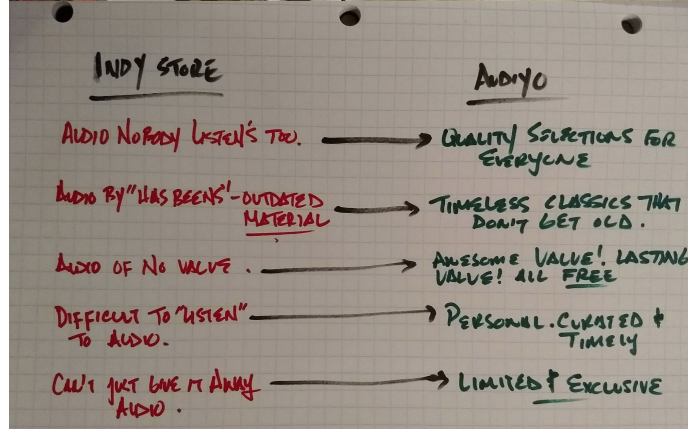 INDY STORE
AUDIYO
AUDIO NOBODY LISTEN'S TOO.
QUALITY SELECTIONS FOR
EVERYONE
AUDIO BY "HAS BEENS" - OUTDATED
MATERIAL
TIMELESS CLASSICS THAT
DON'T GET OLD.
AUDIO OF NO VALUE.
AWESOME VALUE! LASTING
VALUE! ALL FREE
DIFFICULT TO "LISTEN"
TO AUDIO.
PERSONAL. CURATED &
TIMELY
CAN'T JUST GIVE IT AWAY
AUDIO.
LIMITED & EXCLUSIVE